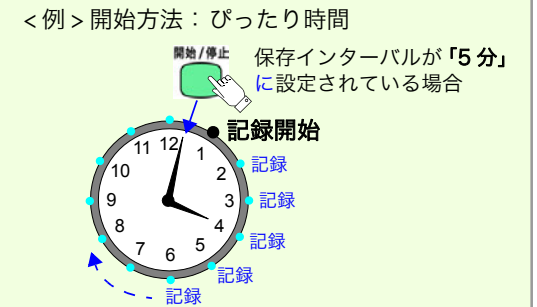 <例>開始方法：ぴったり時間
開始/停止
保存インターバルが「5分」
に設定されている場合
記録開始
12
11
1
10
2
9
3
8
4
7
5
6
記録
記録
記録
記録
記録